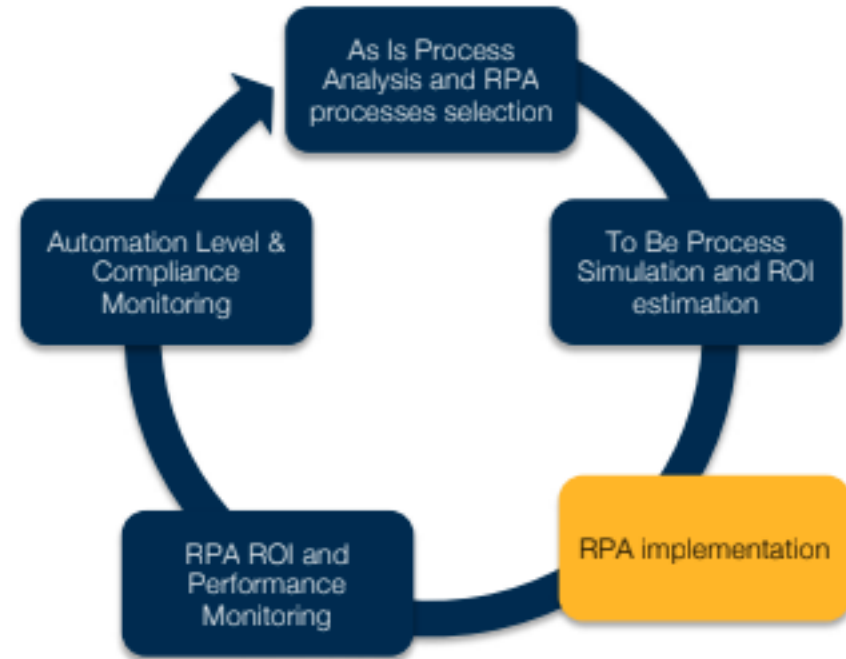 As Is Process
Analysis and RPA
processes selection
To Be Process
Simulation and ROI
estimation
RPA implementation
RPA ROI and
Performance
Monitoring
Automation Level &
Compliance
Monitoring